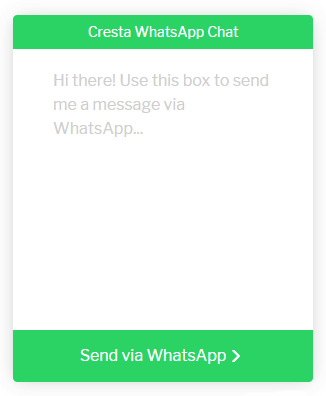 Cresta WhatsApp Chat
Hi there! Use this box to send
me a message via
WhatsApp...
Send via WhatsApp